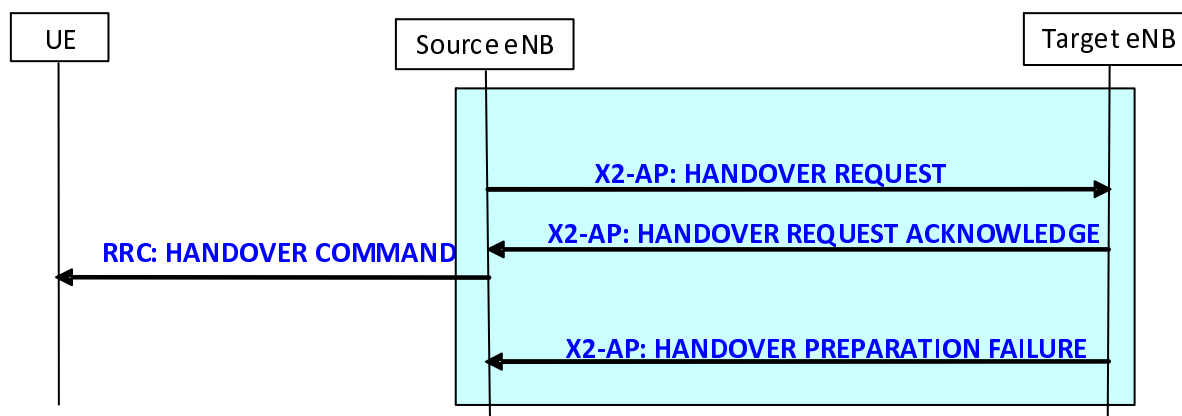 UE
Source eNB
Target eNB
X2-AP: HANDOVER REQUEST
X2-AP: HANDOVER REQUEST ACKNOWLEDGE
RRC: HANDOVER COMMAND
X2-AP: HANDOVER PREPARATION FAILURE